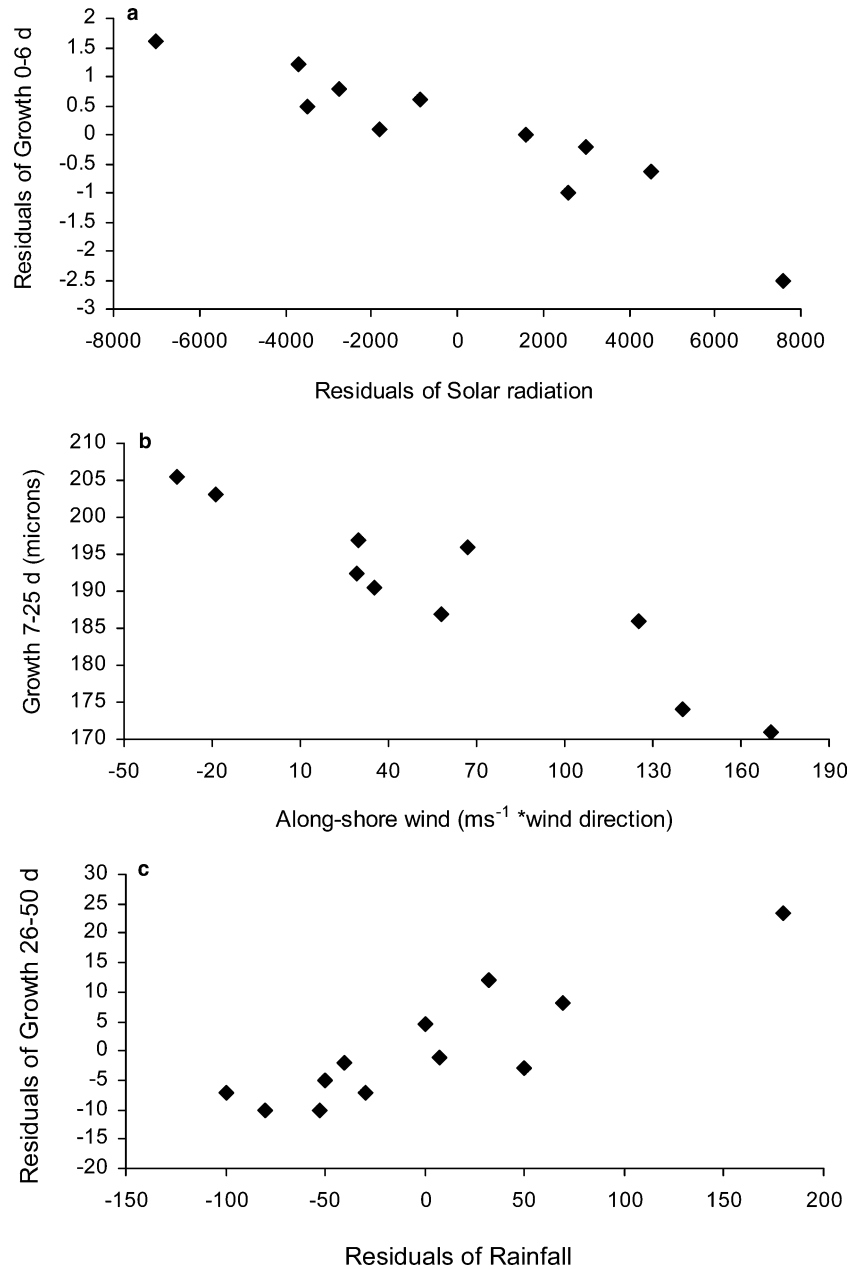 a
2
1.5
1
0.5
0
-0.5
-1
-1.5
-2
-2.5
-3
Residuals of Growth 0-6 d
-8000 -6000 -4000 -2000 0 2000 4000 6000 8000
Residuals of Solar radiation
b
210
205
200
195
190
185
180
175
170
Growth 7-25 d (microns)
-50 -20 10 40 70 100 130 160 190
Along-shore wind (ms-1 *wind direction)
c
30
25
20
15
10
5
0
-5
-10
-15
-20
Residuals of Growth 26-50 d
-150 -100 -50 0 50 100 150 200
Residuals of Rainfall